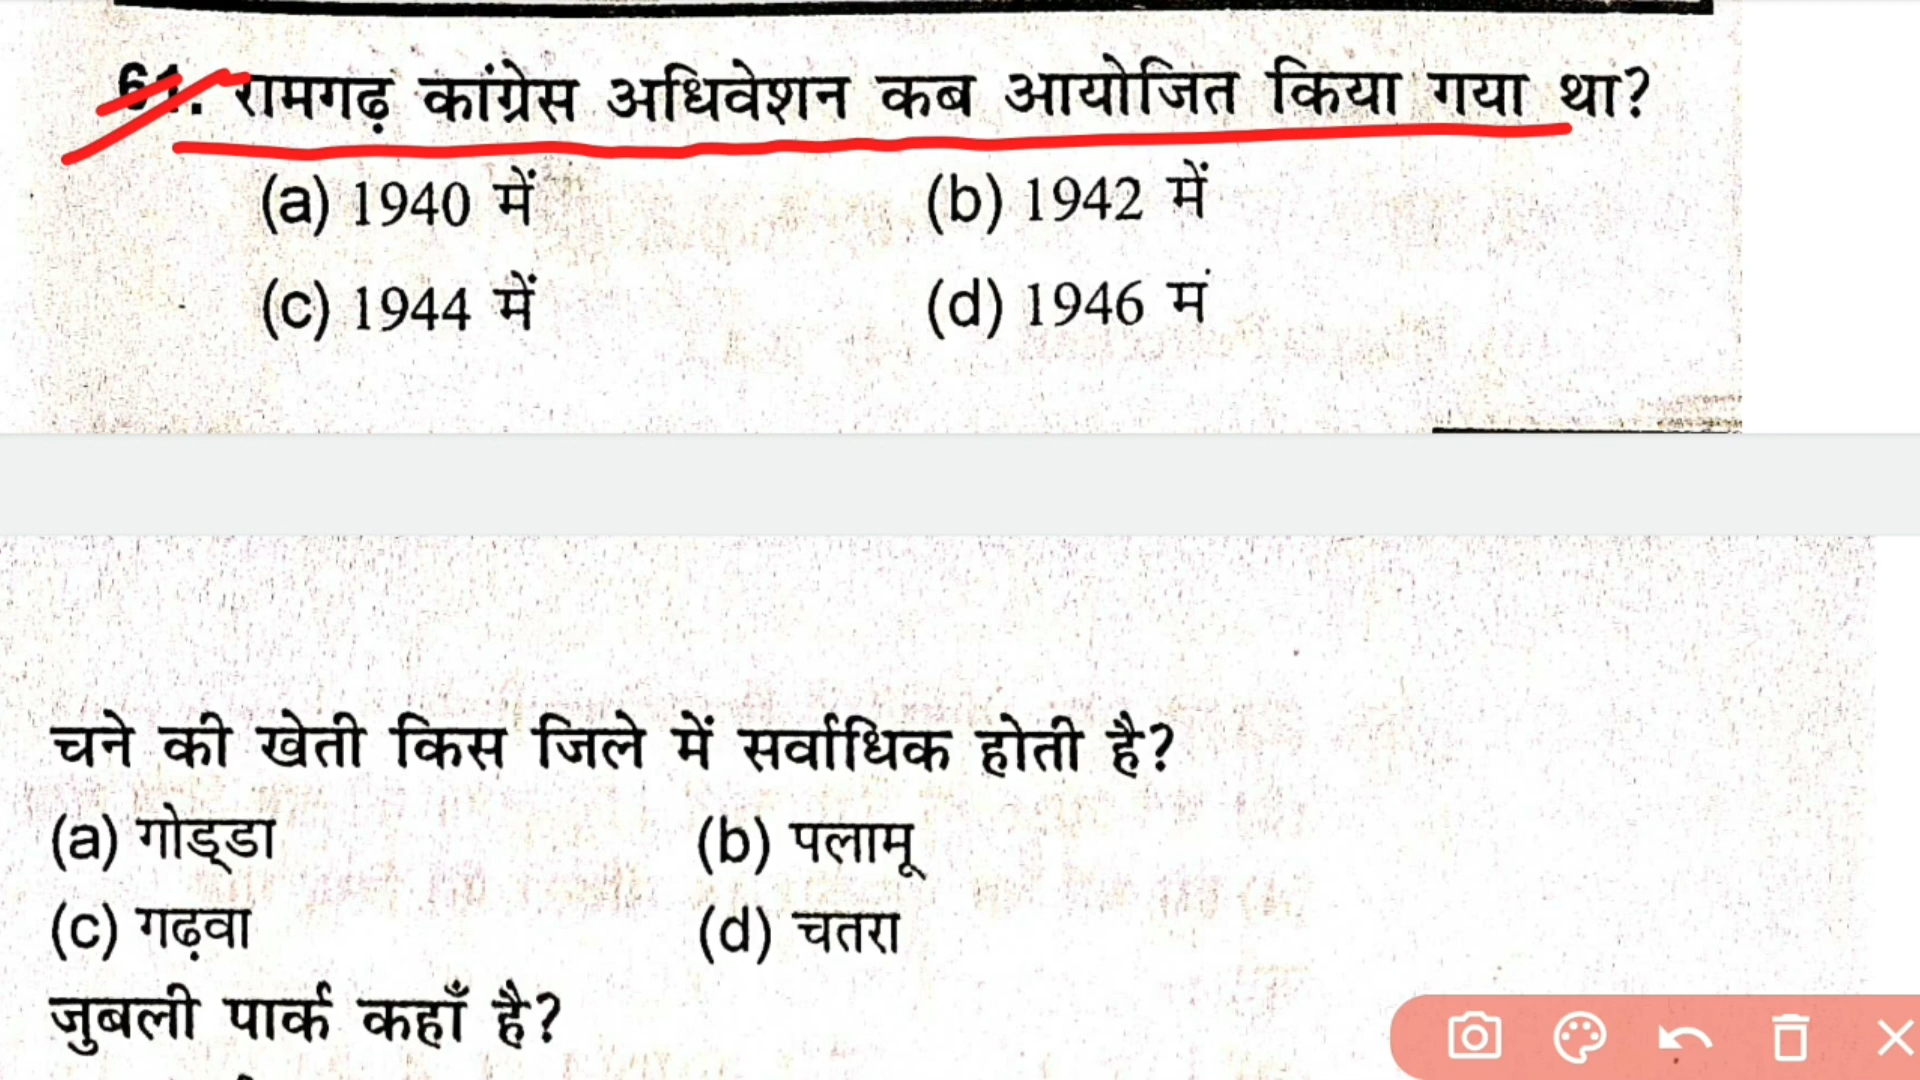 61. रामगढ़ कांग्रेस अधिवेशन कब आयोजित किया गया था?
(a) 1940 में (b) 1942 में
(c) 1944 में (d) 1946 मं
चने की खेती किस जिले में सर्वाधिक होती है?
(a) गोड्डा (b) पलामू
(c) गढ़वा (d) चतरा
जुबली पार्क कहाँ है?